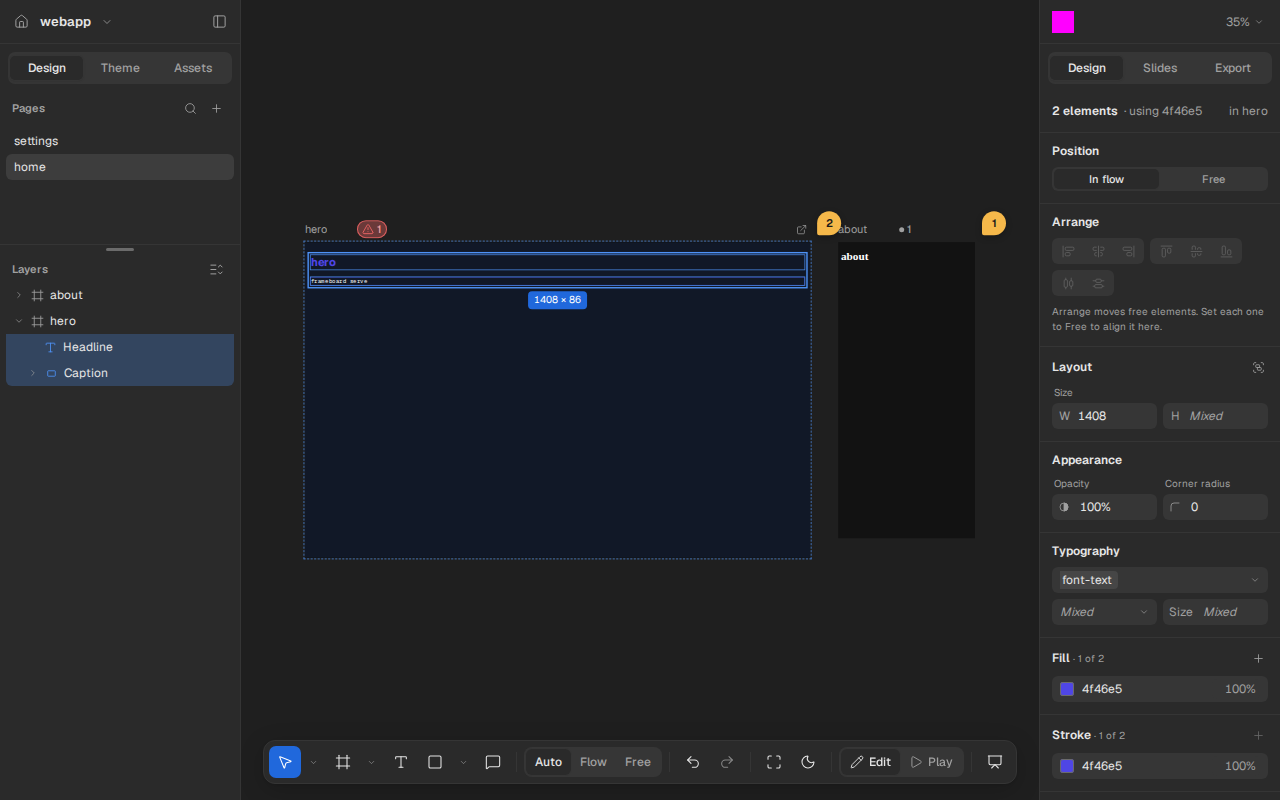 webapp
35%
Design
Theme
Assets
Pages
settings
home
Layers
about
hero
Headline
Caption
hero
1
2
about
1
1
hero
frameboard serve
1408 × 86
about
Auto
Flow
Free
Edit
Play
Design
Slides
Export
2 elements · using 4f46e5
in hero
Position
In flow
Free
Arrange
Arrange moves free elements. Set each one
to Free to align it here.
Layout
Size
W 1408
H Mixed
Appearance
Opacity
Corner radius
100%
0
Typography
font-text
Mixed
Size Mixed
Fill · 1 of 2
4f46e5
100%
Stroke · 1 of 2
4f46e5
100%